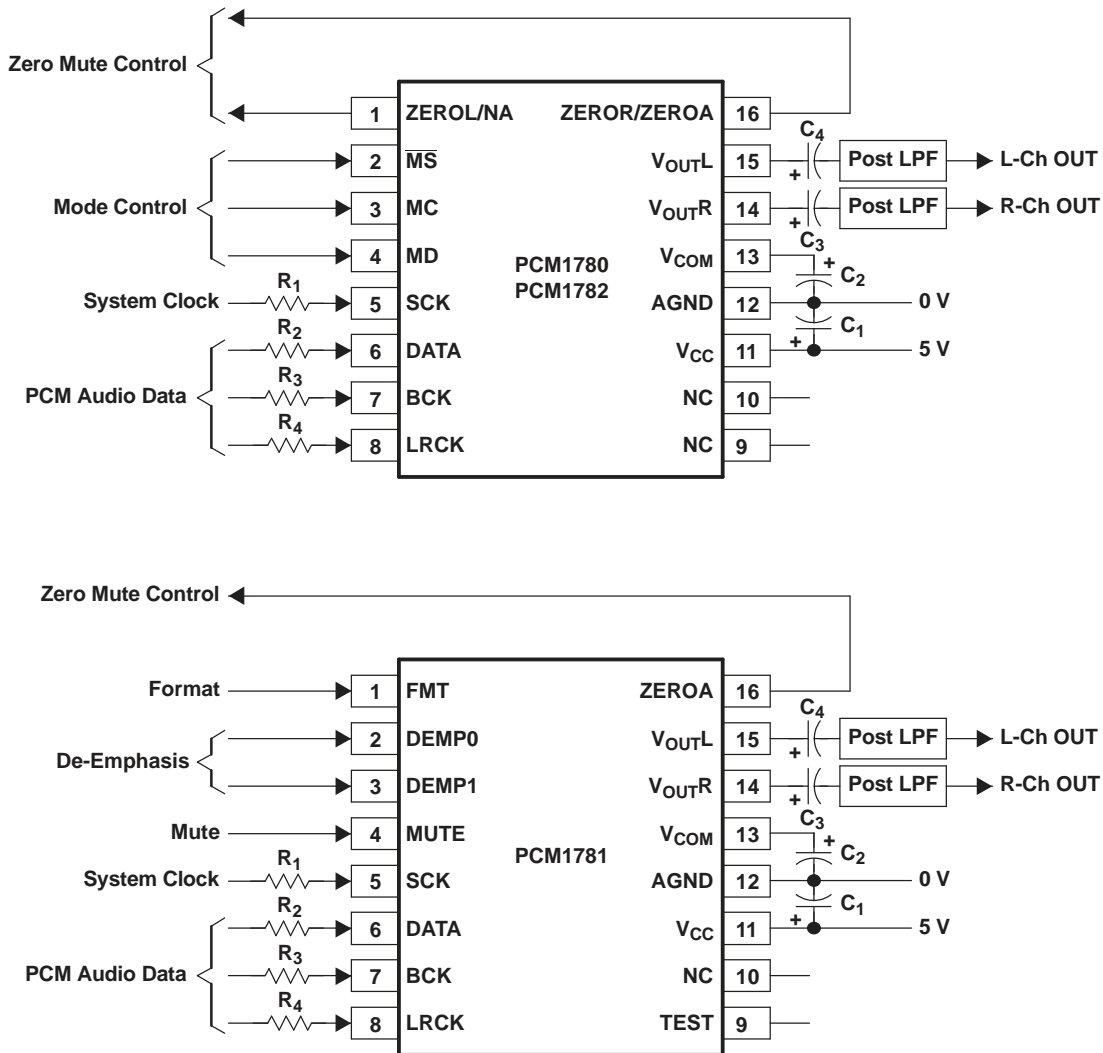 Zero Mute Control
1 ZEROL/NA ZEROR/ZEROA 16
C4
2 MS VOUTL 15 + Post LPF L-Ch OUT
Mode Control 3 MC VOUTR 14 + Post LPF R-Ch OUT
C3
4 MD VCOM 13 + C2
PCM1780
PCM1782
System Clock R1 5 SCK AGND 12 0 V
R2 6 DATA VCC 11 + C1 5 V
PCM Audio Data R3 7 BCK NC 10
R4 8 LRCK NC 9
Zero Mute Control
Format 1 FMT ZEROA 16
C4
De-Emphasis 2 DEMP0 VOUTL 15 + Post LPF L-Ch OUT
3 DEMP1 VOUTR 14 + Post LPF R-Ch OUT
C3
Mute 4 MUTE VCOM 13 + C2
PCM1781
System Clock R1 5 SCK AGND 12 0 V
R2 6 DATA VCC 11 + C1 5 V
PCM Audio Data R3 7 BCK NC 10
R4 8 LRCK TEST 9